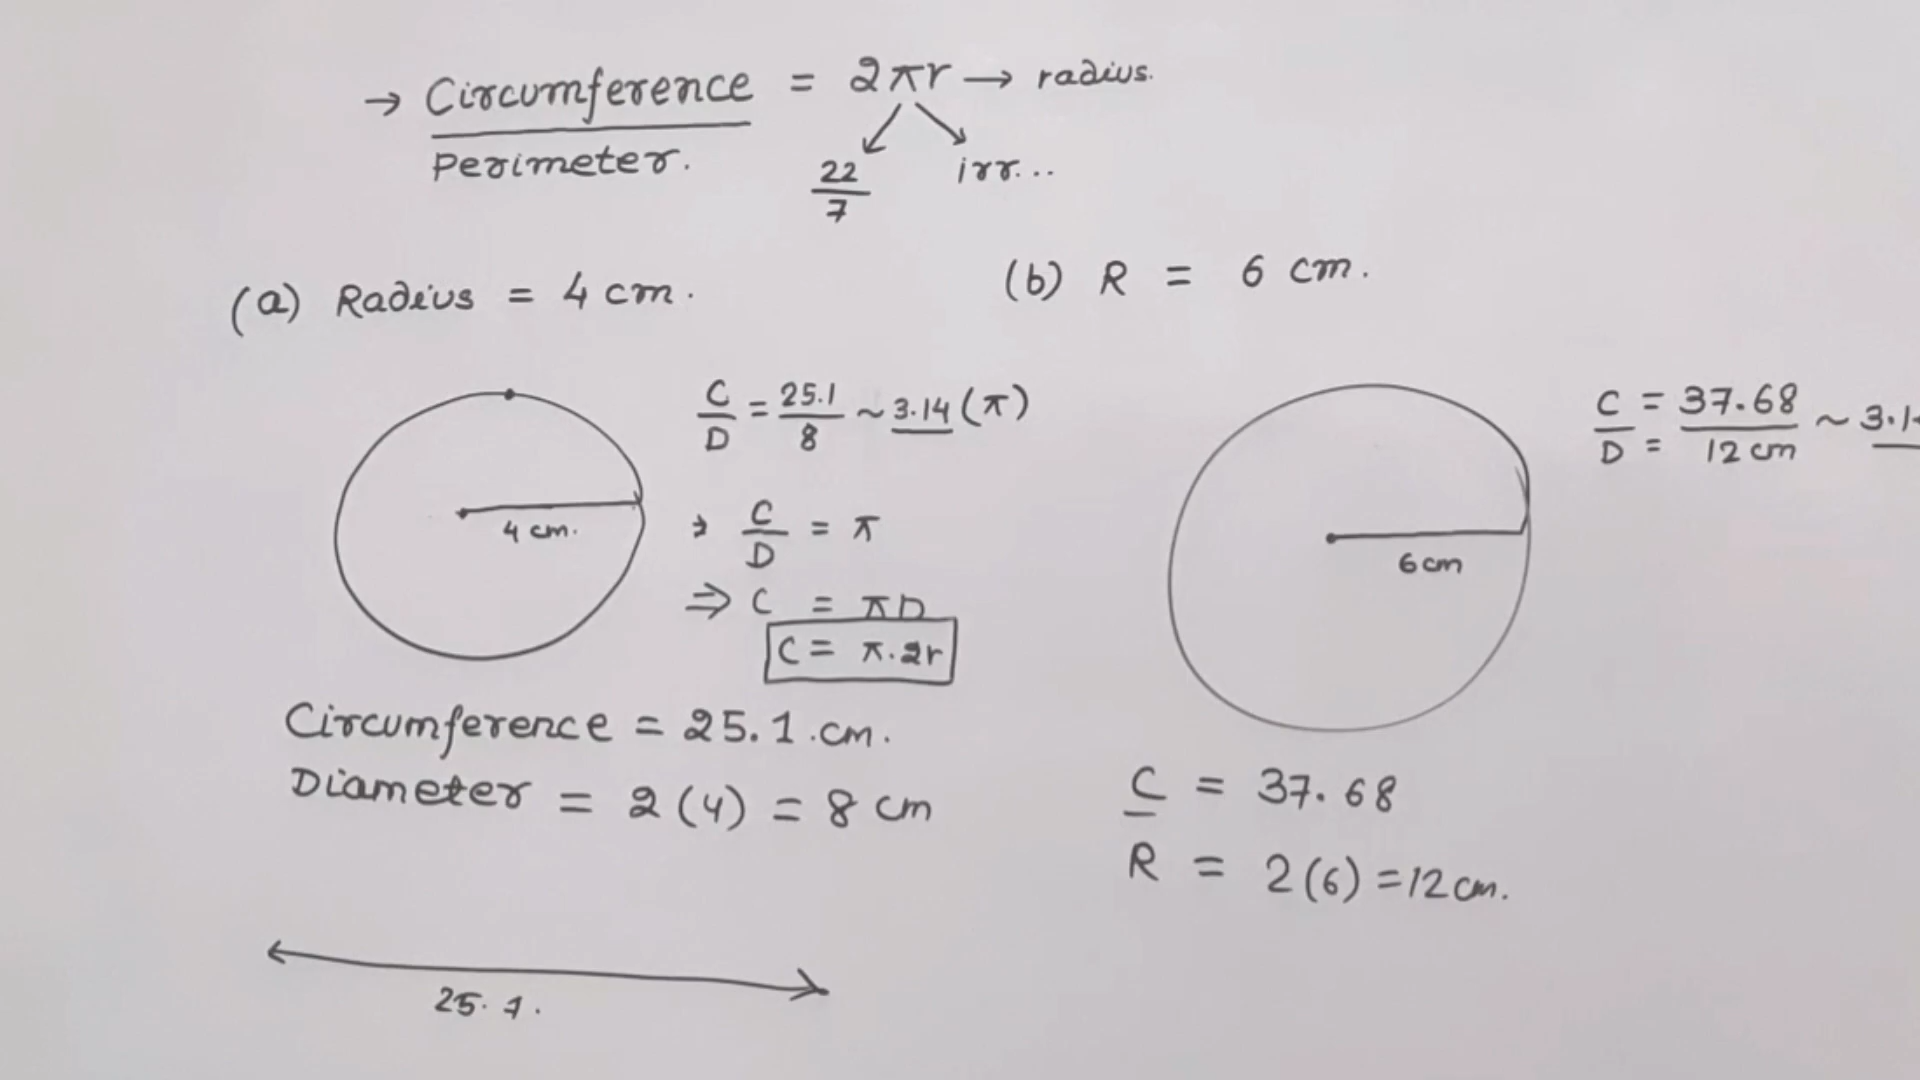 → Circumference = 2πr → radius.
Perimeter.
22/7
irr...
(a) Radius = 4 cm.
4 cm.
C/D = 25.1/8 ~ 3.14 (π)
→ C/D = π
⇒ C = πD
C = π.2r
Circumference = 25.1.cm.
Diameter = 2(4) = 8 cm
25.1.
(b) R = 6 cm.
6 cm
C/D = = 37.68/12 cm ~ 3.1
C = 37.68
R = 2(6) = 12 cm.